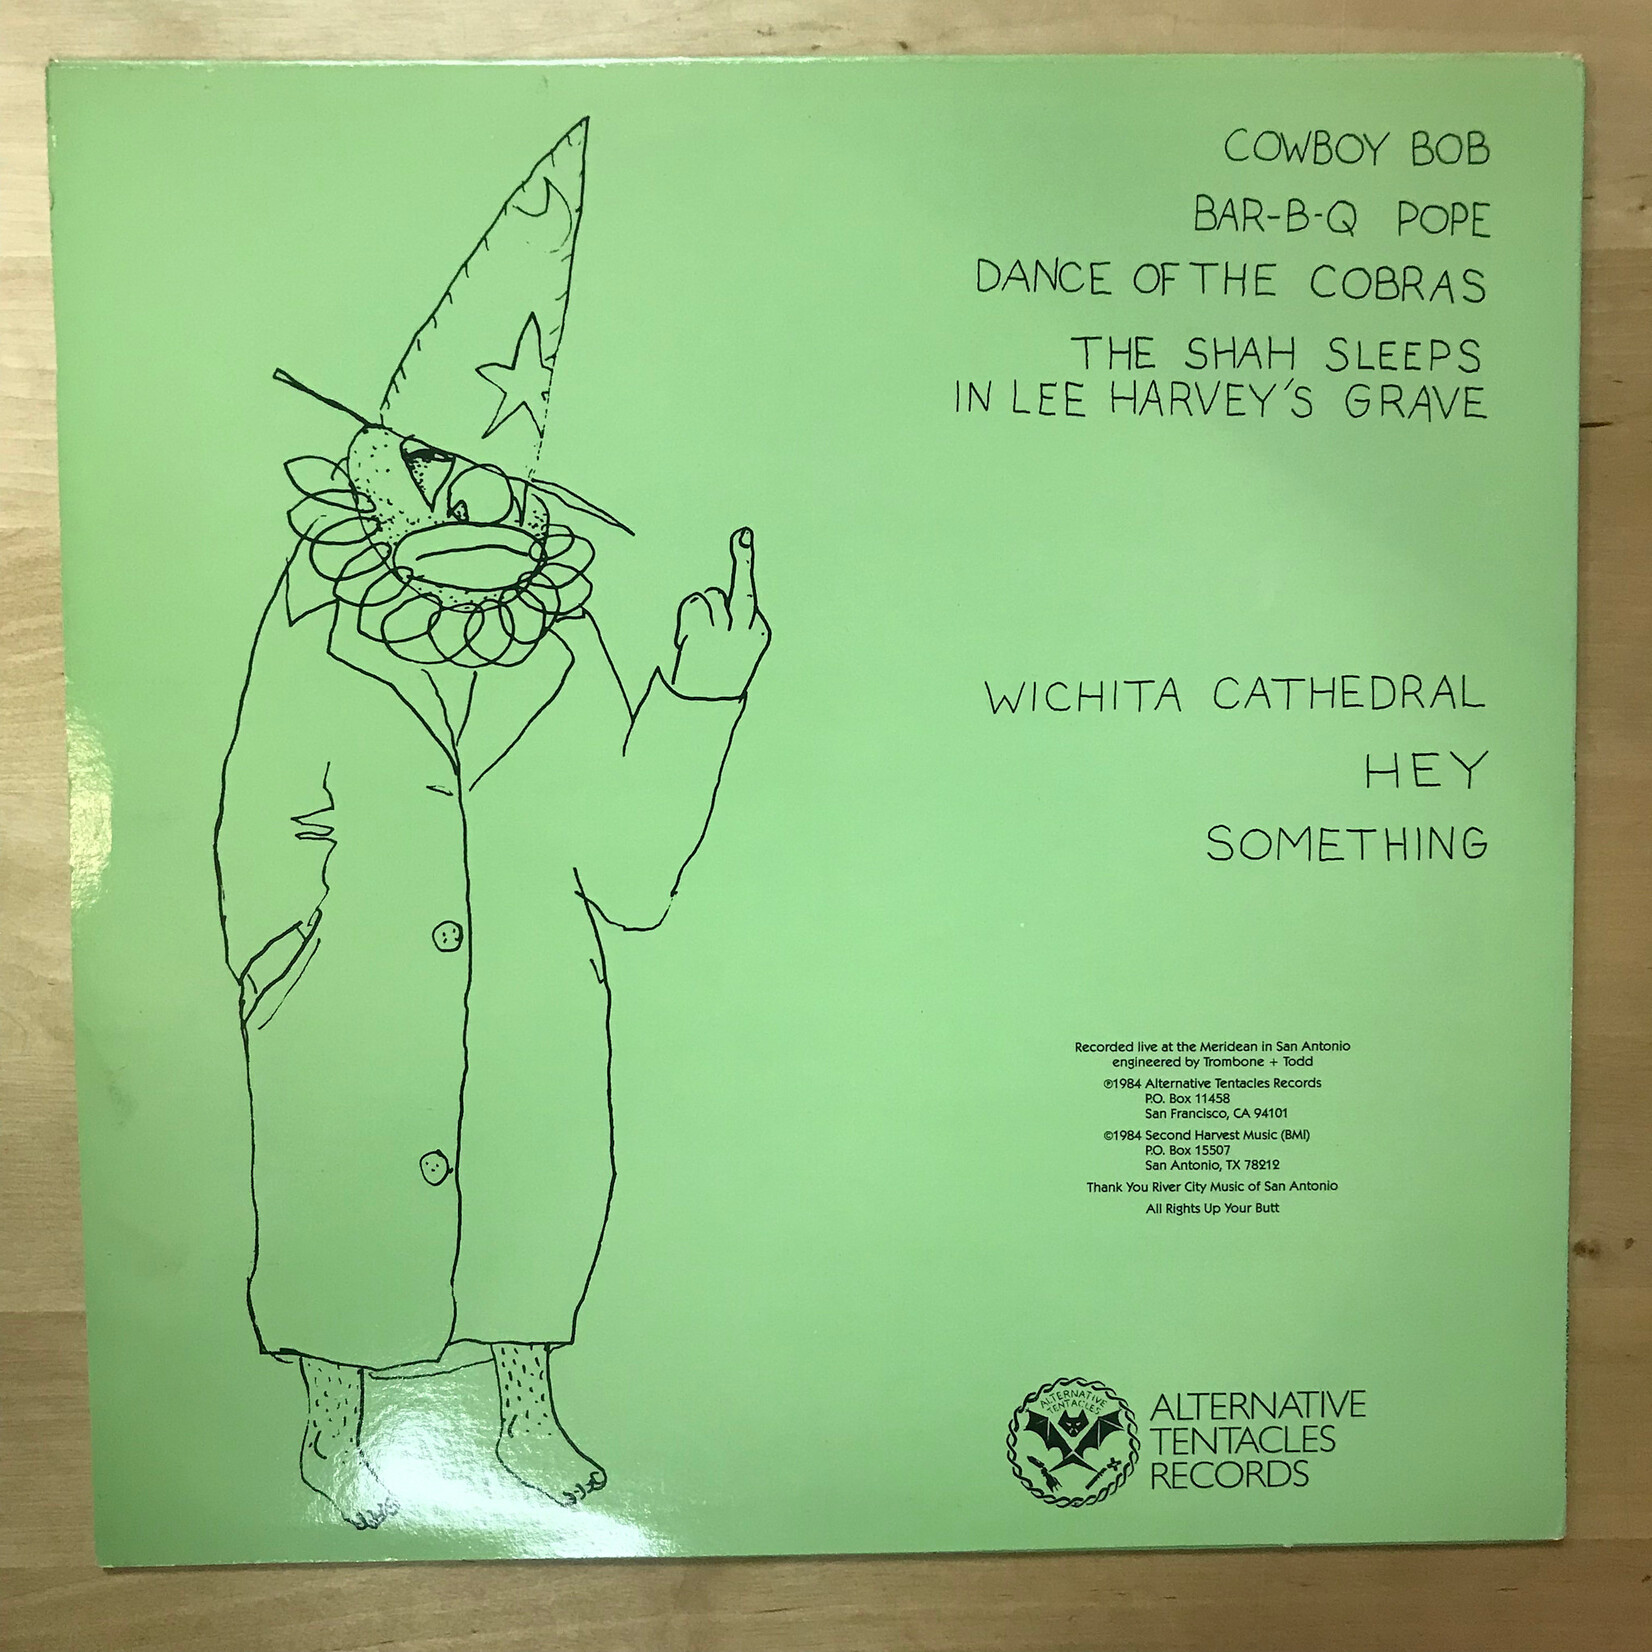 COWBOY BOB
BAR-B-Q POPE
DANCE OF THE COBRAS
THE SHAH SLEEPS
IN LEE HARVEY'S GRAVE
WICHITA CATHEDRAL
HEY
SOMETHING
Recorded live at the Meridean in San Antonio
engineered by Trombone + Todd
℗1984 Alternative Tentacles Records
P.O. Box 11458
San Francisco, CA 94101
©1984 Second Harvest Music (BMI)
P.O. Box 15507
San Antonio, TX 78212
Thank You River City Music of San Antonio
All Rights Up Your Butt
ALTERNATIVE
TENTACLES
ALTERNATIVE
TENTACLES
RECORDS